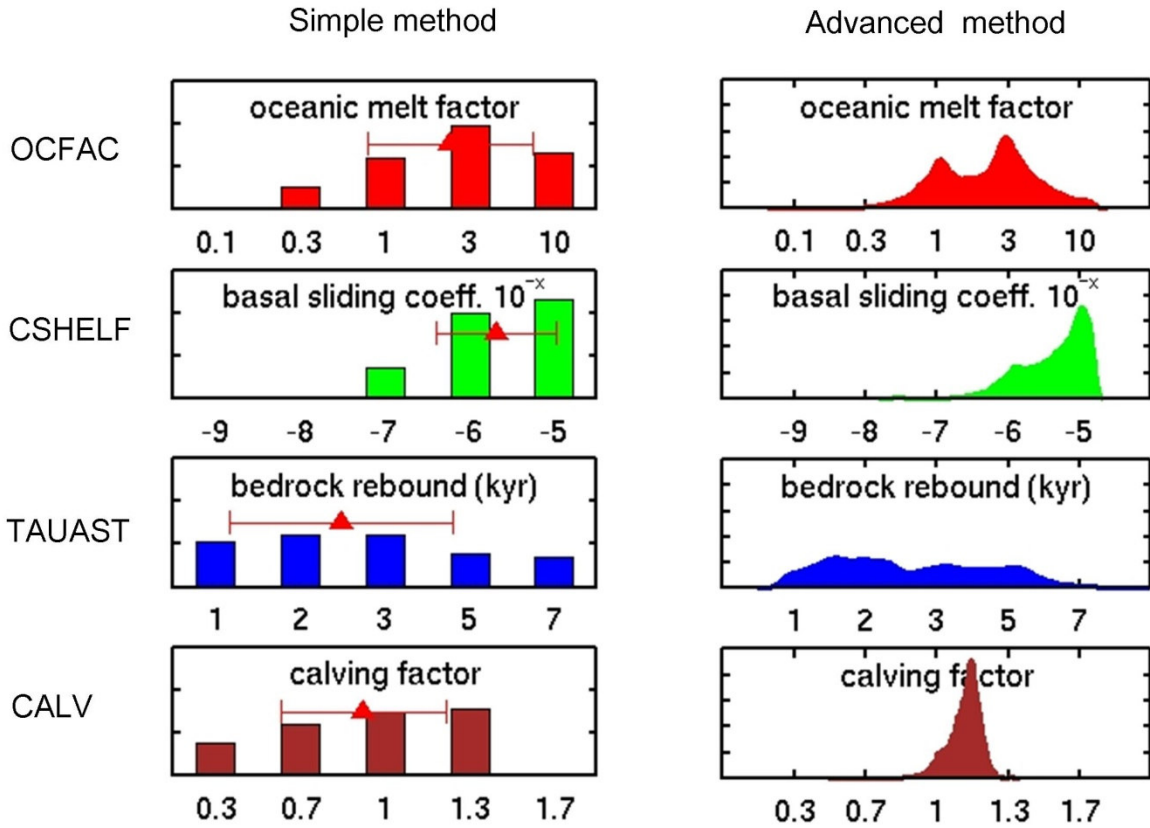 Simple method Advanced method
OCFAC
oceanic melt factor oceanic melt factor
0.1 0.3 1 3 10 0.1 0.3 1 3 10
CSHELF
basal sliding coeff. 10⁻ˣ basal sliding coeff. 10⁻ˣ
-9 -8 -7 -6 -5 -9 -8 -7 -6 -5
TAUAST
bedrock rebound (kyr) bedrock rebound (kyr)
1 2 3 5 7 1 2 3 5 7
CALV
calving factor calving factor
0.3 0.7 1 1.3 1.7 0.3 0.7 1 1.3 1.7